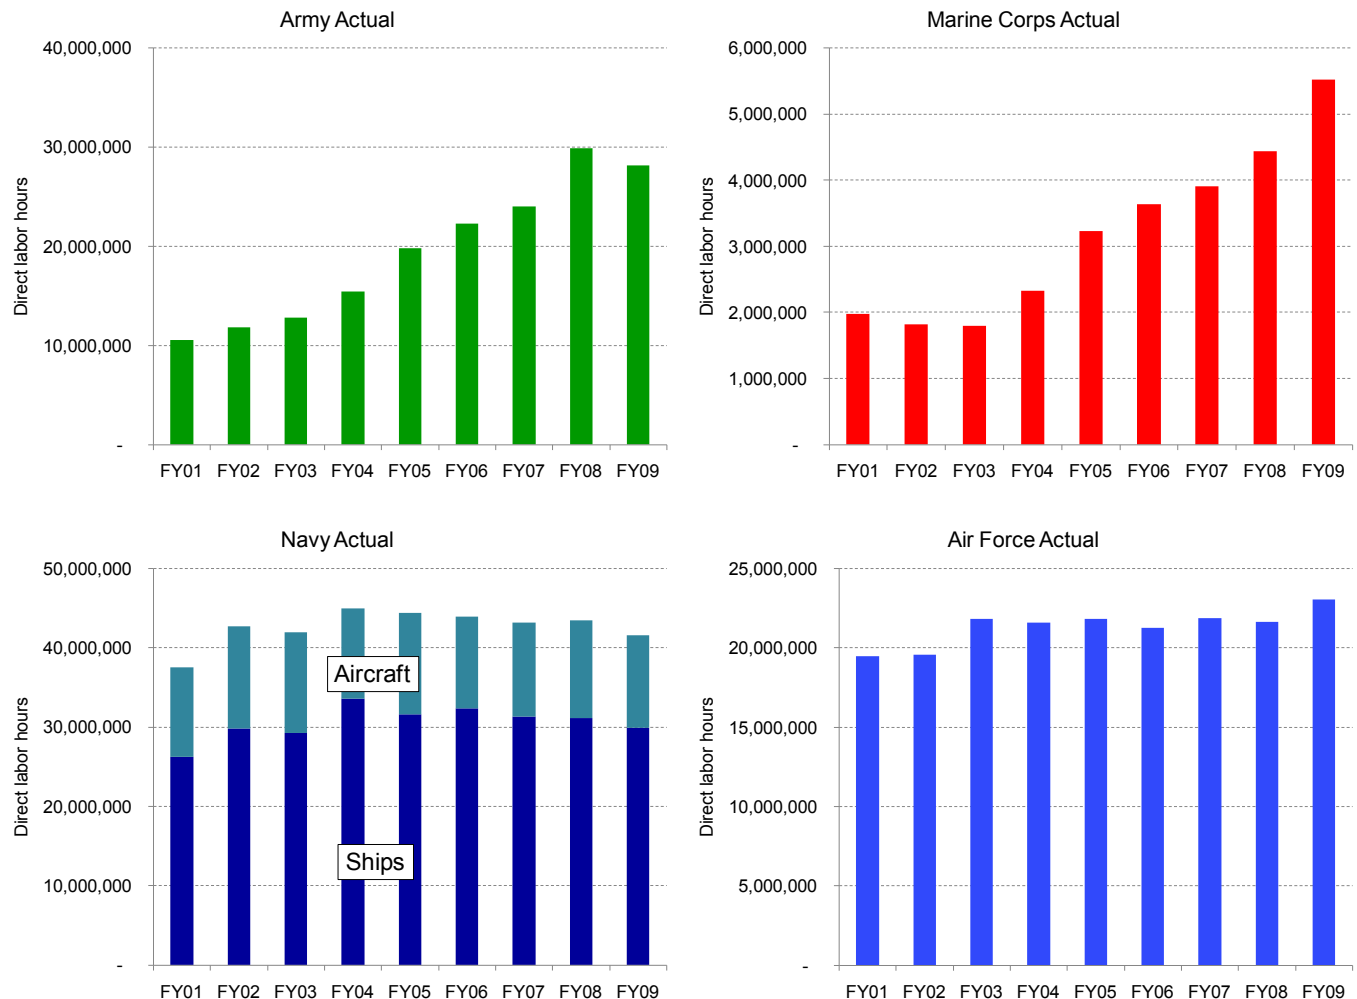 Army Actual
40,000,000
30,000,000
20,000,000
10,000,000
-
Direct labor hours
FY01 FY02 FY03 FY04 FY05 FY06 FY07 FY08 FY09
Marine Corps Actual
6,000,000
5,000,000
4,000,000
3,000,000
2,000,000
1,000,000
-
Direct labor hours
FY01 FY02 FY03 FY04 FY05 FY06 FY07 FY08 FY09
Navy Actual
50,000,000
40,000,000
30,000,000
20,000,000
10,000,000
-
Direct labor hours
Aircraft
Ships
FY01 FY02 FY03 FY04 FY05 FY06 FY07 FY08 FY09
Air Force Actual
25,000,000
20,000,000
15,000,000
10,000,000
5,000,000
-
Direct labor hours
FY01 FY02 FY03 FY04 FY05 FY06 FY07 FY08 FY09